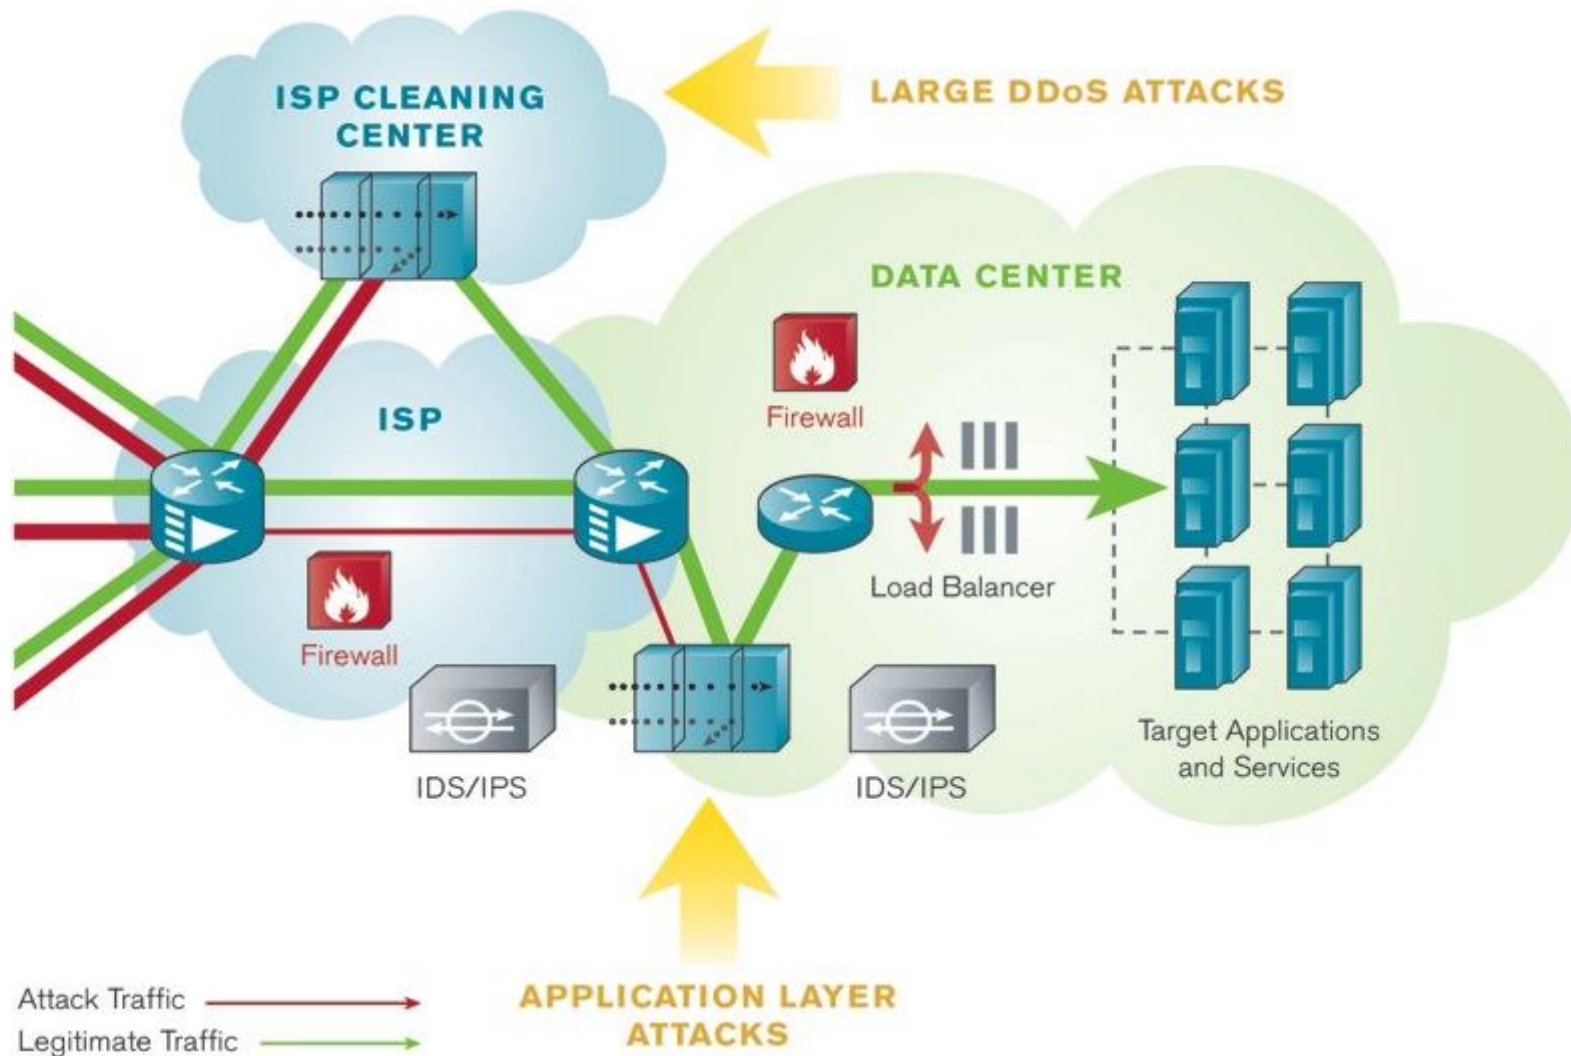 ISP CLEANING
CENTER
LARGE DDoS ATTACKS
DATA CENTER
Firewall
ISP
Load Balancer
Firewall
IDS/IPS
IDS/IPS
Target Applications
and Services
APPLICATION LAYER
ATTACKS
Attack Traffic
Legitimate Traffic